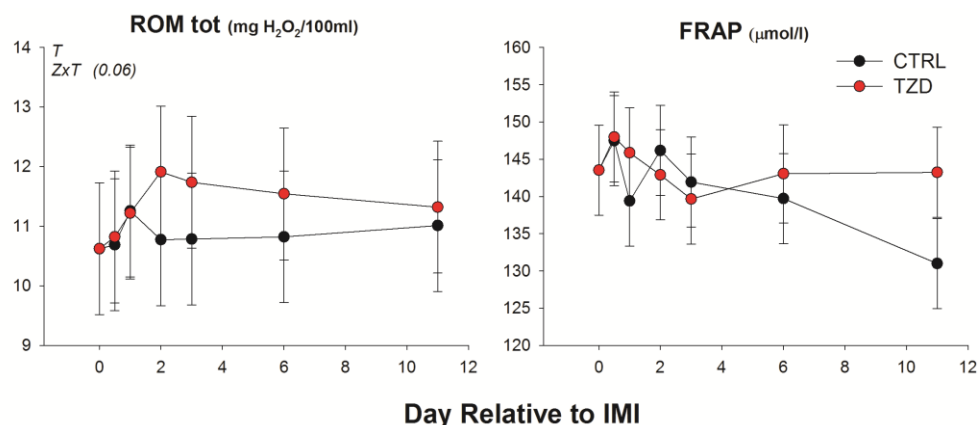 ROM tot (mg H₂O₂/100ml)
T
ZxT (0.06)
14
13
12
11
10
9
0 2 4 6 8 10 12
FRAP (μmol/l)
CTRL
TZD
160
155
150
145
140
135
130
125
120
0 2 4 6 8 10 12
Day Relative to IMI